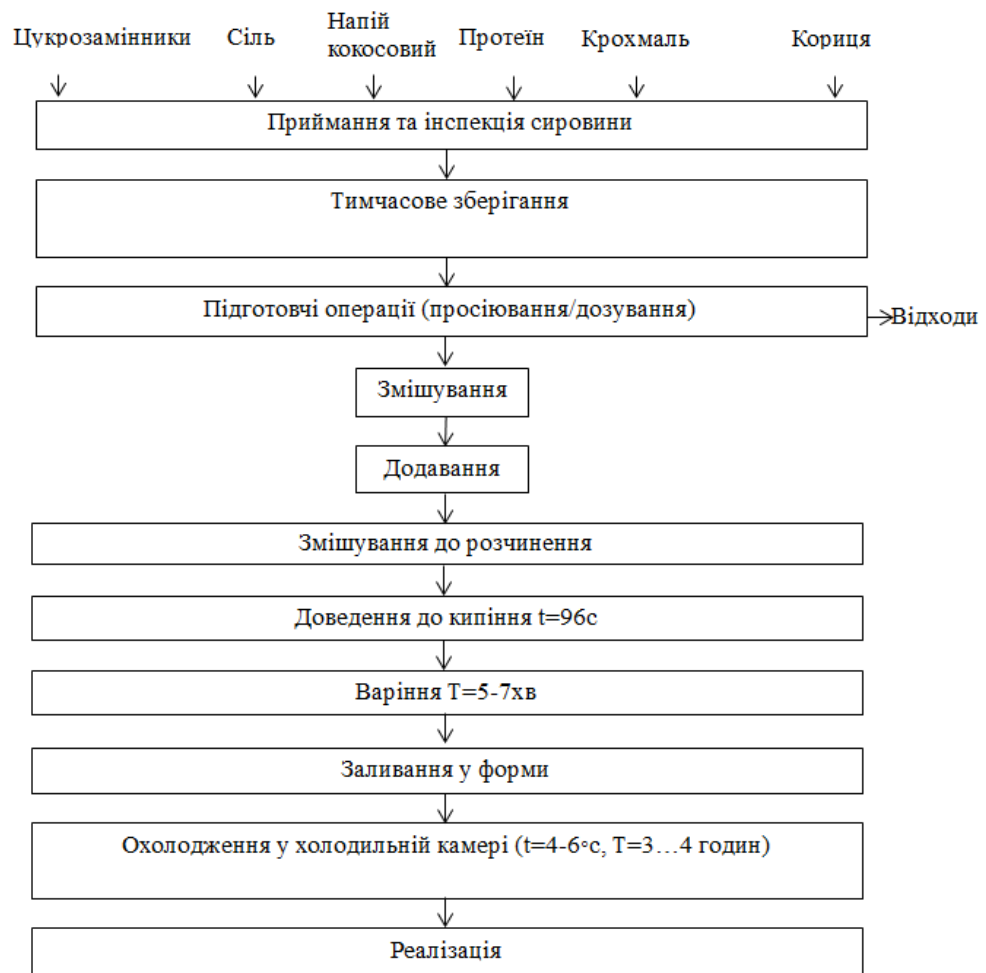 Цукрозамінники
Сіль
Напій
кокосовий
Протеїн
Крохмаль
Кориця
Приймання та інспекція сировини
Тимчасове зберігання
Підготовчі операції (просіювання/дозування)
Відходи
Змішування
Додавання
Змішування до розчинення
Доведення до кипіння t=96с
Варіння Т=5-7хв
Заливання у форми
Охолодження у холодильній камері (t=4-6∘с, Т=3…4 годин)
Реалізація